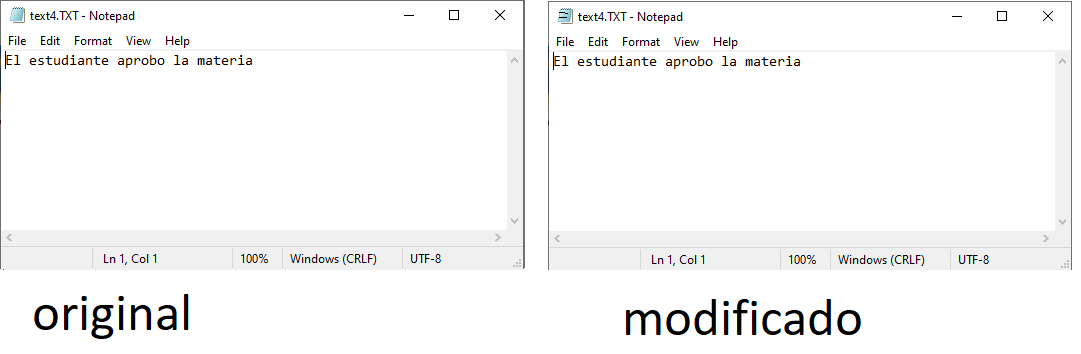 text4.TXT - Notepad
File Edit Format View Help
El estudiante aprobo la materia
Ln 1, Col 1 100% Windows (CRLF) UTF-8
original
text4.TXT - Notepad
File Edit Format View Help
El estudiante aprobo la materia
Ln 1, Col 1 100% Windows (CRLF) UTF-8
modificado